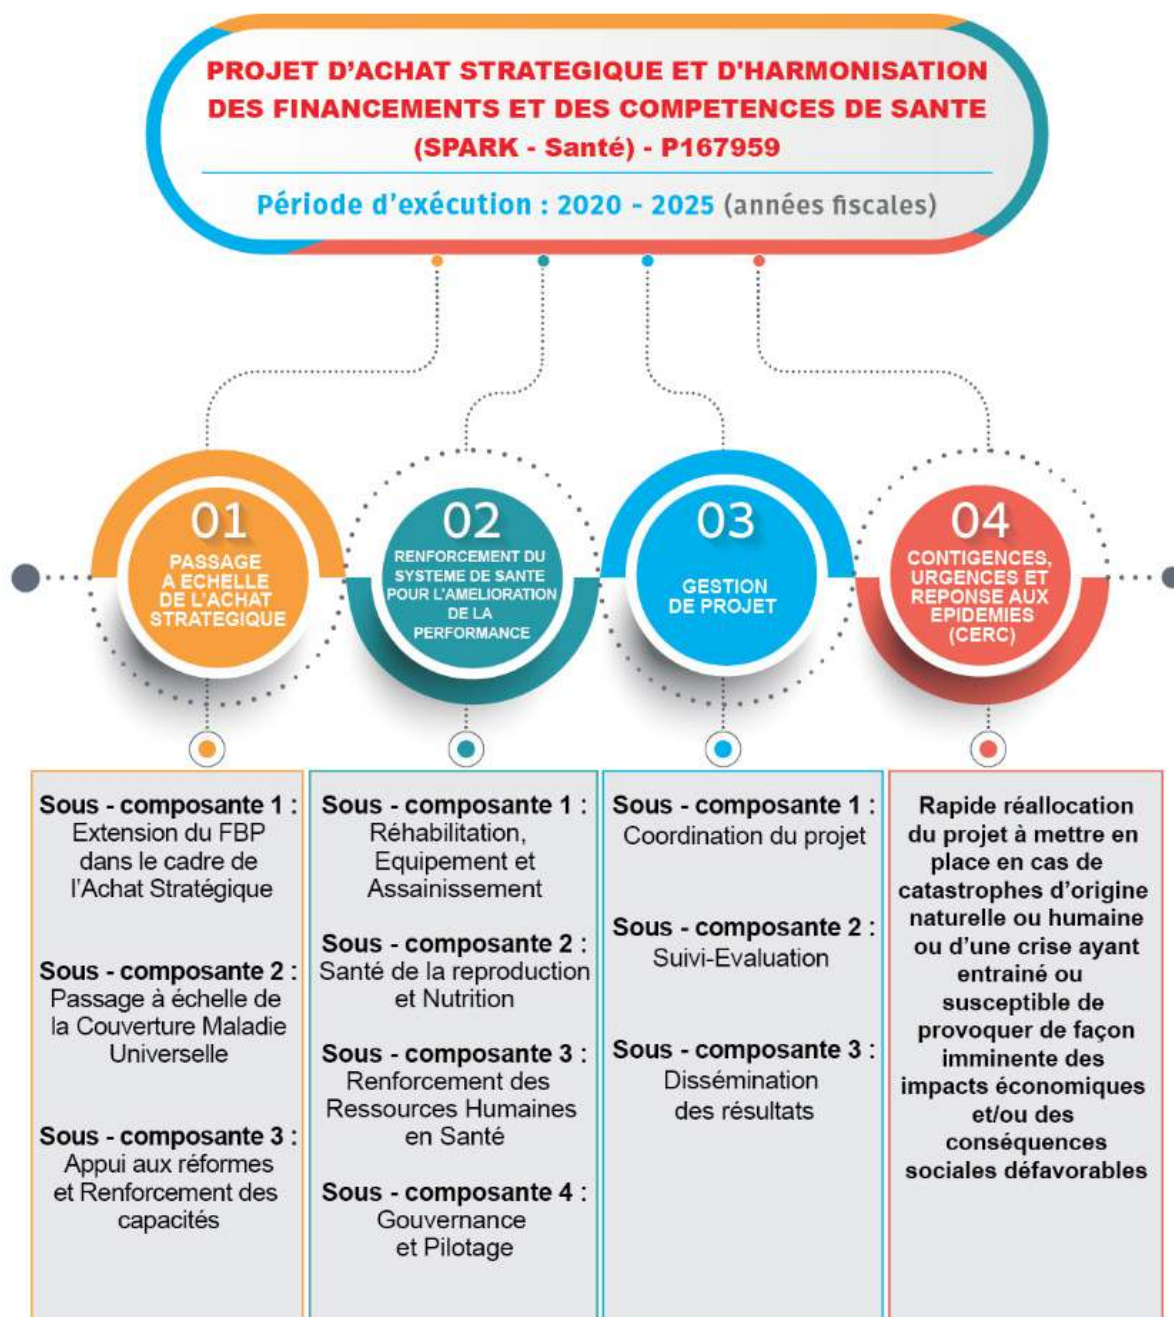 PROJET D’ACHAT STRATEGIQUE ET D'HARMONISATION
DES FINANCEMENTS ET DES COMPETENCES DE SANTE
(SPARK - Santé) - P167959
Période d’exécution : 2020 - 2025 (années fiscales)
01
PASSAGE
A ECHELLE
DE L’ACHAT
STRATEGIQUE
02
RENFORCEMENT DU
SYSTEME DE SANTE
POUR L’AMELIORATION
DE LA
PERFORMANCE
03
GESTION
DE PROJET
04
CONTIGENCES,
URGENCES ET
REPONSE AUX
EPIDEMIES
(CERC)
Sous - composante 1 :
Extension du FBP
dans le cadre de
l’Achat Stratégique
Sous - composante 2 :
Passage à échelle de
la Couverture Maladie
Universelle
Sous - composante 3 :
Appui aux réformes
et Renforcement des
capacités
Sous - composante 1 :
Réhabilitation,
Equipement et
Assainissement
Sous - composante 2 :
Santé de la reproduction
et Nutrition
Sous - composante 3 :
Renforcement des
Ressources Humaines
en Santé
Sous - composante 4 :
Gouvernance
et Pilotage
Sous - composante 1 :
Coordination du projet
Sous - composante 2 :
Suivi-Evaluation
Sous - composante 3 :
Dissémination
des résultats
Rapide réallocation
du projet à mettre en
place en cas de
catastrophes d’origine
naturelle ou humaine
ou d’une crise ayant
entrainé ou
susceptible de
provoquer de façon
imminente des
impacts économiques
et/ou des
conséquences
sociales défavorables